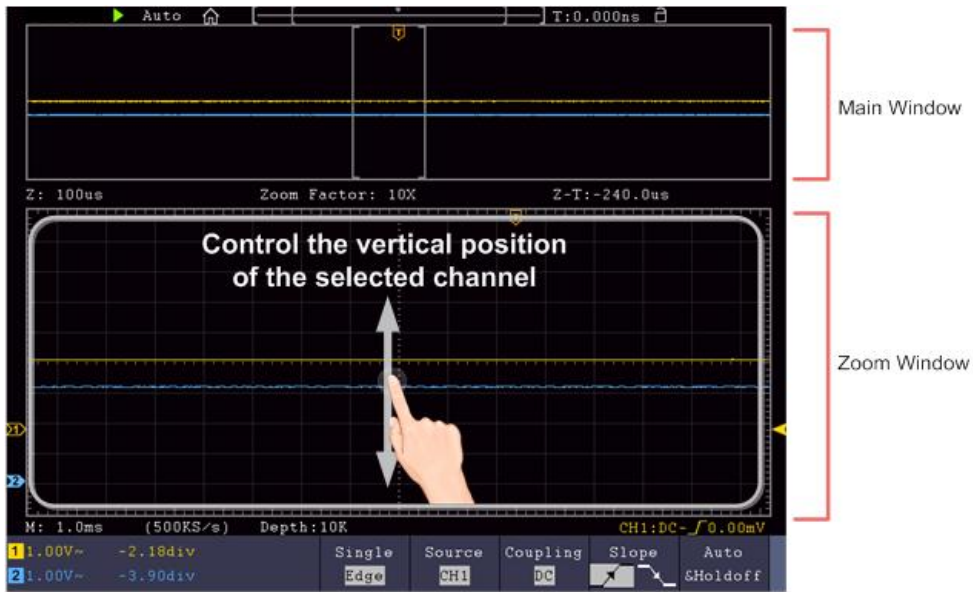 Auto T:0.000ns
T
Main Window
Z: 100us Zoom Factor: 10X Z-T:-240.0us
T
Control the vertical position
of the selected channel
Zoom Window
1
2
M: 1.0ms (500KS/s) Depth:10K CH1:DC- 0.00mV
1 1.00V~ -2.18div Single Source Coupling Slope Auto
2 1.00V~ -3.90div Edge CH1 DC &Holdoff